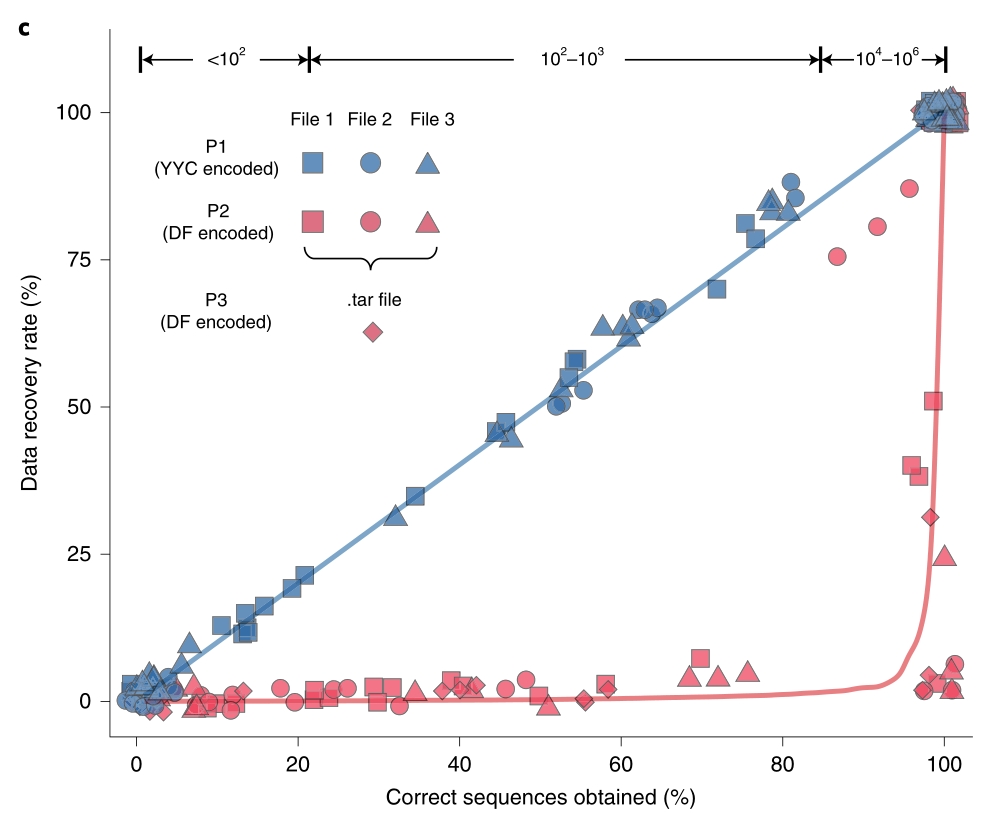 c
<10²
10²–10³
10⁴–10⁶
File 1 File 2 File 3
P1
(YYC encoded)
P2
(DF encoded)
.tar file
P3
(DF encoded)
Data recovery rate (%)
100
75
50
25
0
0 20 40 60 80 100
Correct sequences obtained (%)